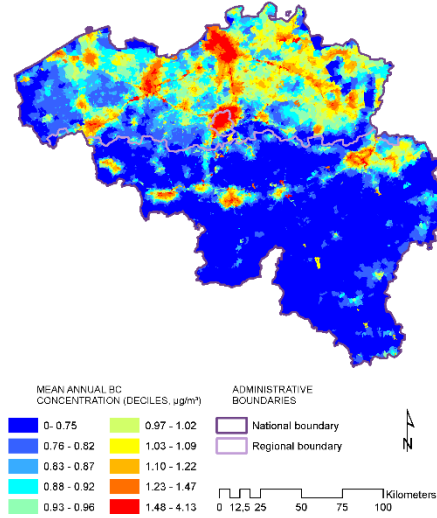 MEAN ANNUAL BC
CONCENTRATION (DECILES, µg/m³)
0- 0.75
0.76 - 0.82
0.83 - 0.87
0.88 - 0.92
0.93 - 0.96
0.97 - 1.02
1.03 - 1.09
1.10 - 1.22
1.23 - 1.47
1.48 - 4.13
ADMINISTRATIVE
BOUNDARIES
National boundary
Regional boundary
N
Kilometers
0 12,5 25 50 75 100